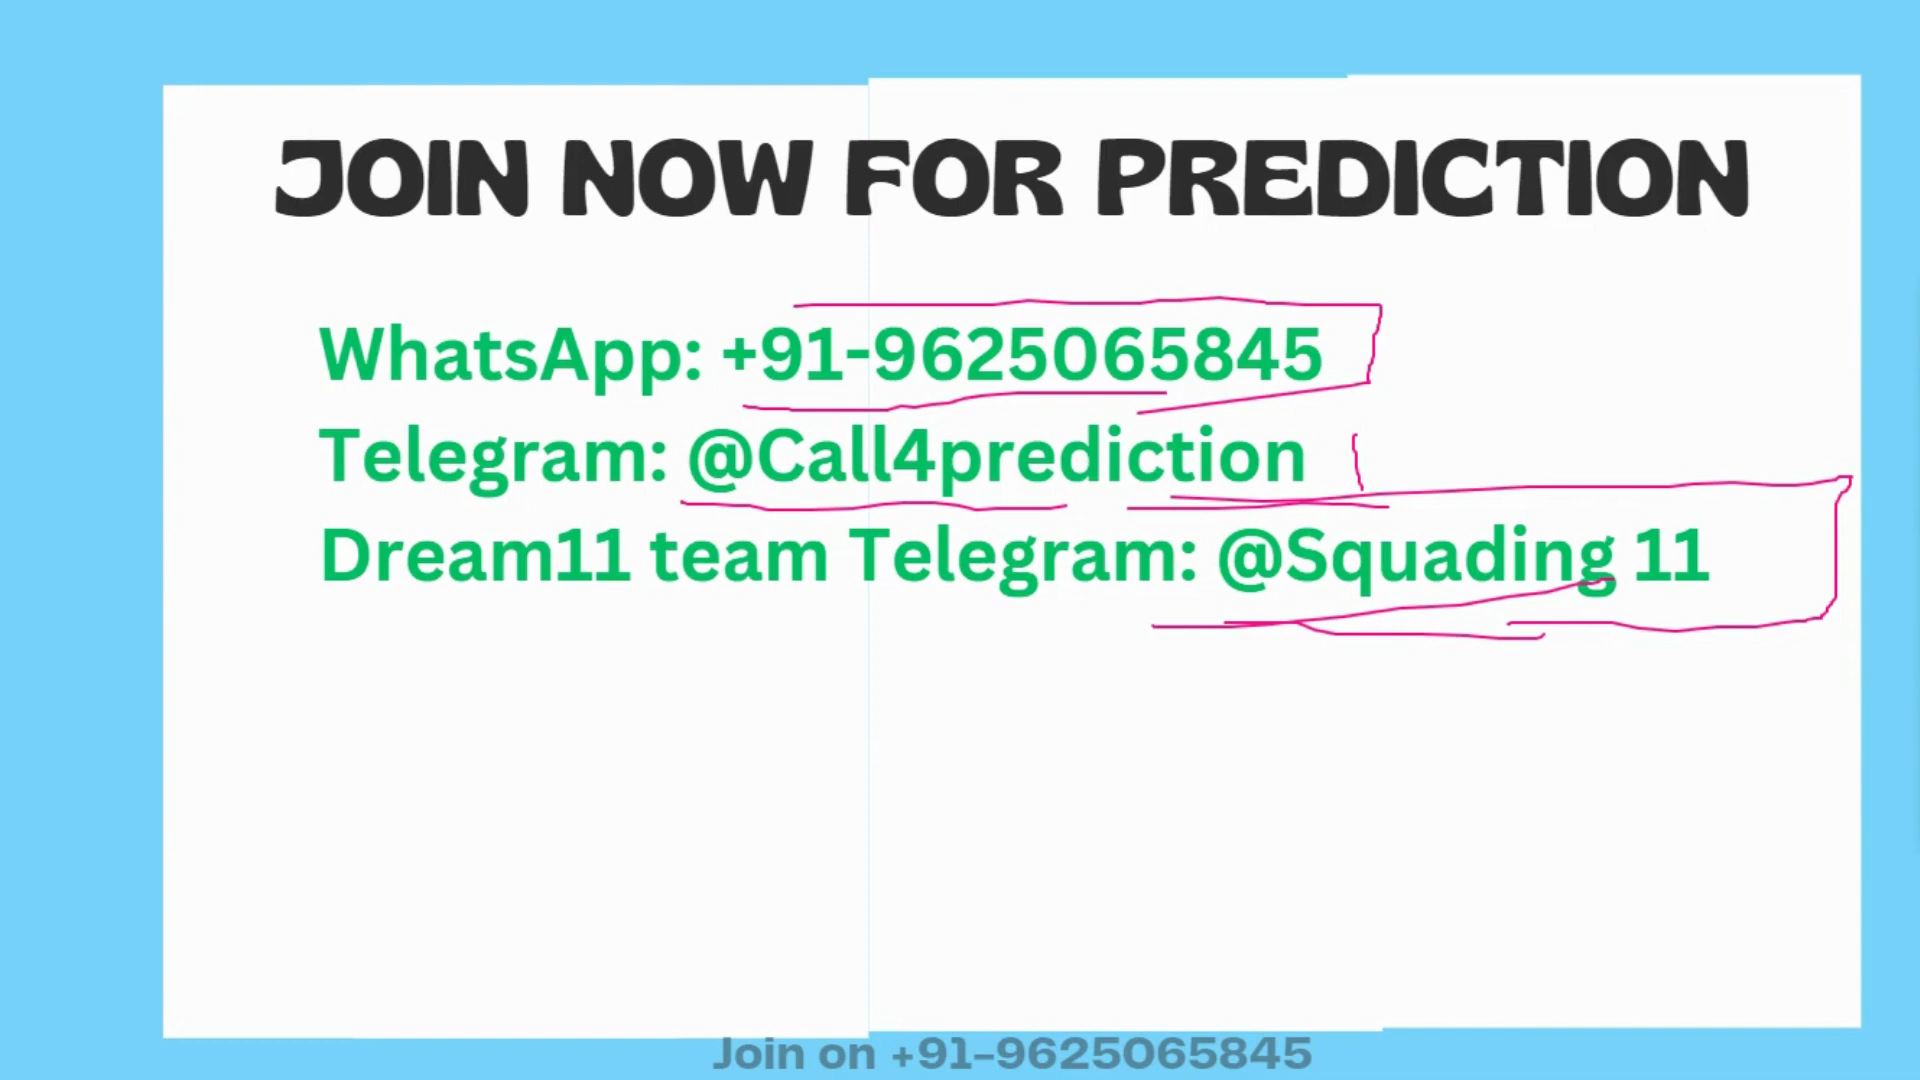 JOIN NOW FOR PREDICTION
WhatsApp: +91-9625065845
Telegram: @Call4prediction
Dream11 team Telegram: @Squading 11
Join on +91-9625065845